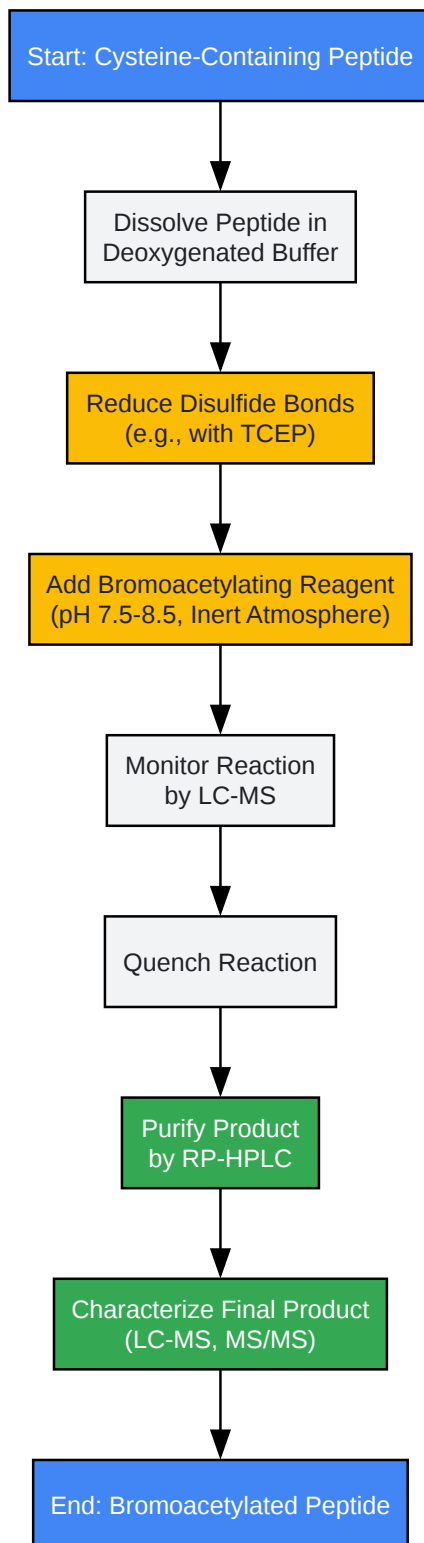 Start: Cysteine-Containing Peptide
Dissolve Peptide in
Deoxygenated Buffer
Reduce Disulfide Bonds
(e.g., with TCEP)
Add Bromoacetylating Reagent
(pH 7.5-8.5, Inert Atmosphere)
Monitor Reaction
by LC-MS
Quench Reaction
Purify Product
by RP-HPLC
Characterize Final Product
(LC-MS, MS/MS)
End: Bromoacetylated Peptide